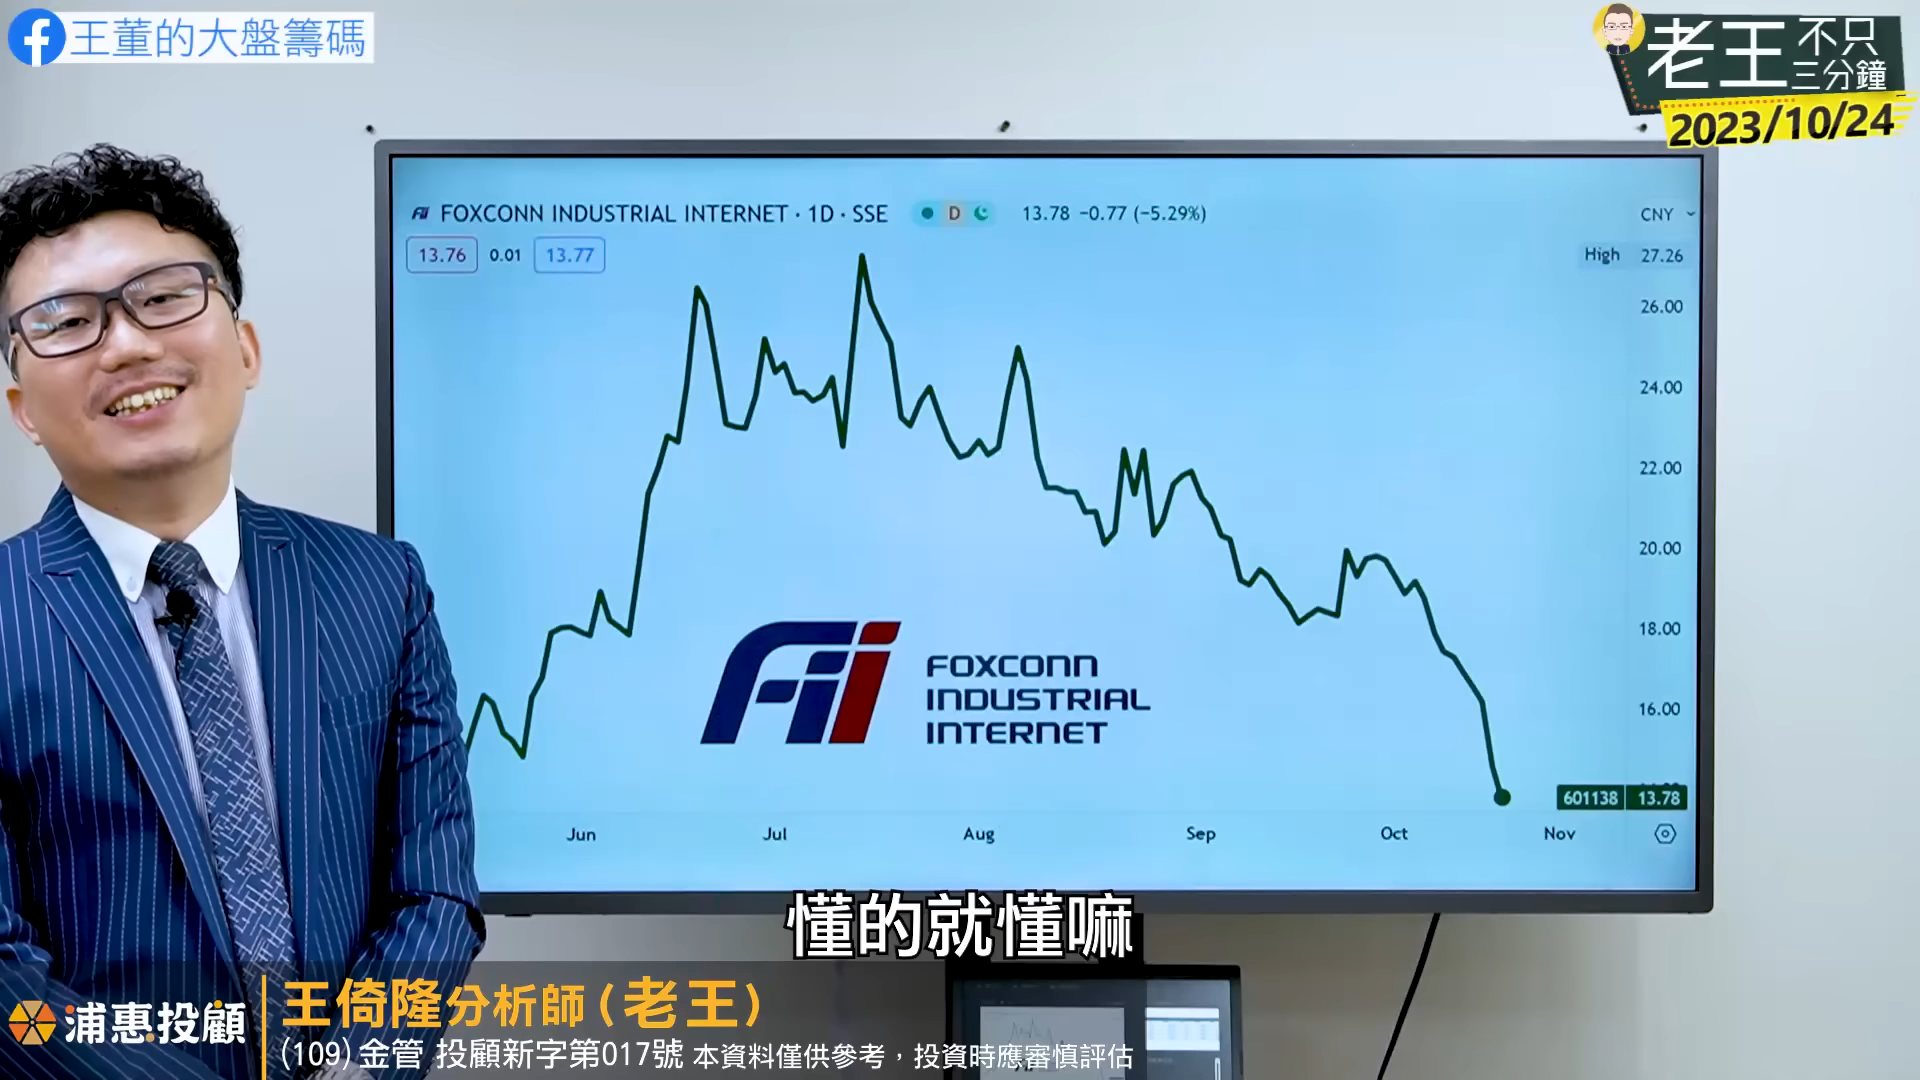 王董的大盤籌碼
老王 不只三分鐘
2023/10/24
FOXCONN INDUSTRIAL INTERNET · 1D · SSE D 13.78 −0.77 (−5.29%)
CNY
13.76 0.01 13.77
High 27.26
26.00
24.00
22.00
20.00
18.00
16.00
FOXCONN
INDUSTRIAL
INTERNET
601138 13.78
Jun Jul Aug Sep Oct Nov
懂的就懂嘛
浦惠投顧
王倚隆分析師(老王)
(109)金管 投顧新字第017號 本資料僅供參考，投資時應審慎評估